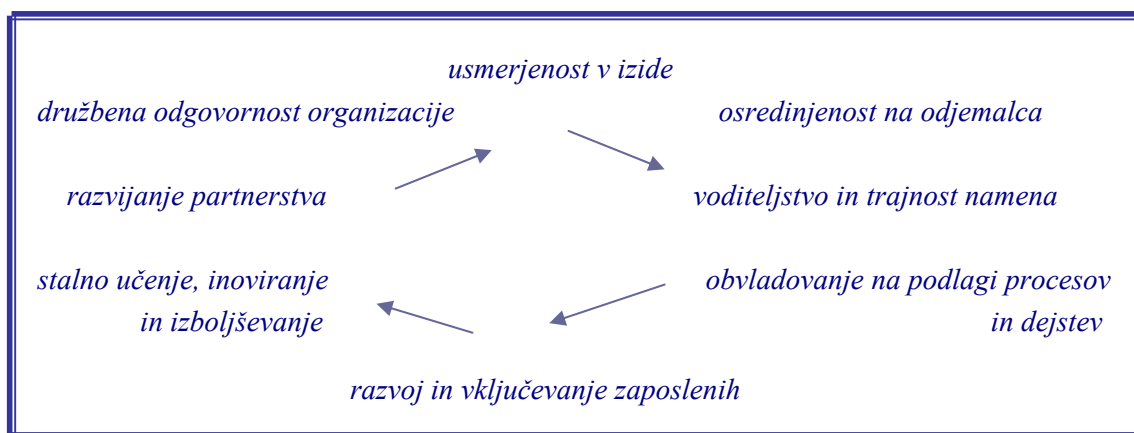 usmerjenost v izide
družbena odgovornost organizacije
osredinjenost na odjemalca
razvijanje partnerstva
voditeljstvo in trajnost namena
stalno učenje, inoviranje
in izboljševanje
obvladovanje na podlagi procesov
in dejstev
razvoj in vključevanje zaposlenih